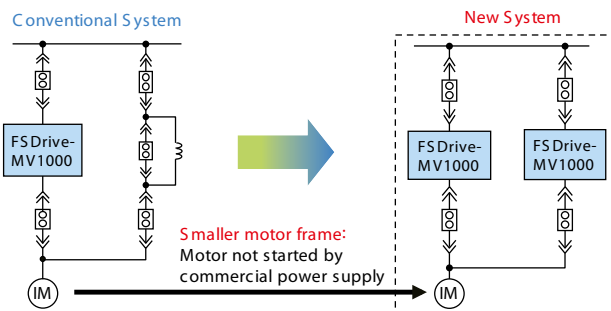 Conventional System
New System
FSDrive-
MV1000
FSDrive-
MV1000
FSDrive-
MV1000
Smaller motor frame:
Motor not started by
commercial power supply
IM
IM